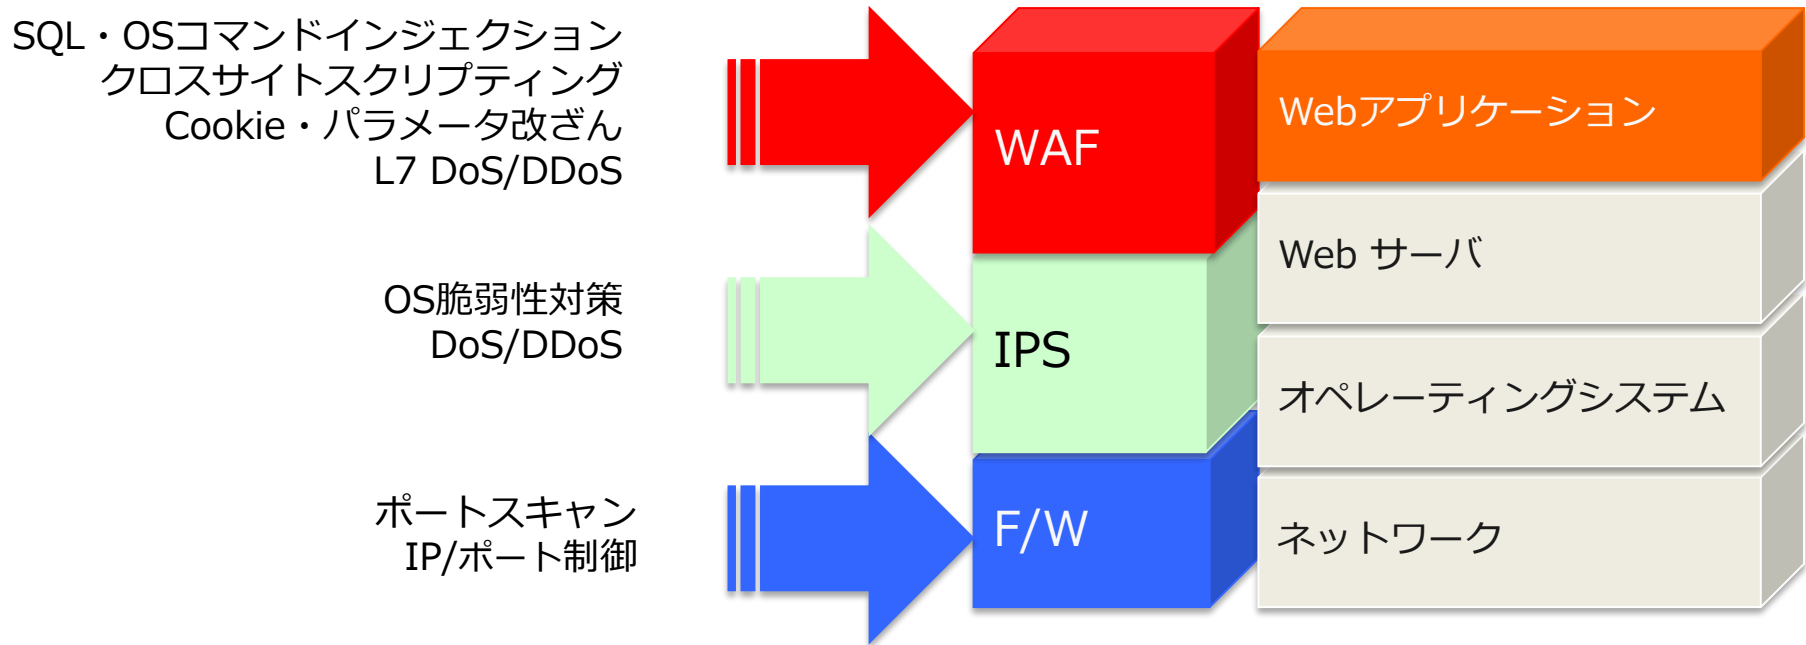 SQL・OSコマンドインジェクション
クロスサイトスクリプティング
Cookie・パラメータ改ざん
L7 DoS/DDoS
WAF
Webアプリケーション
Web サーバ
OS脆弱性対策
DoS/DDoS
IPS
オペレーティングシステム
ポートスキャン
IP/ポート制御
F/W
ネットワーク